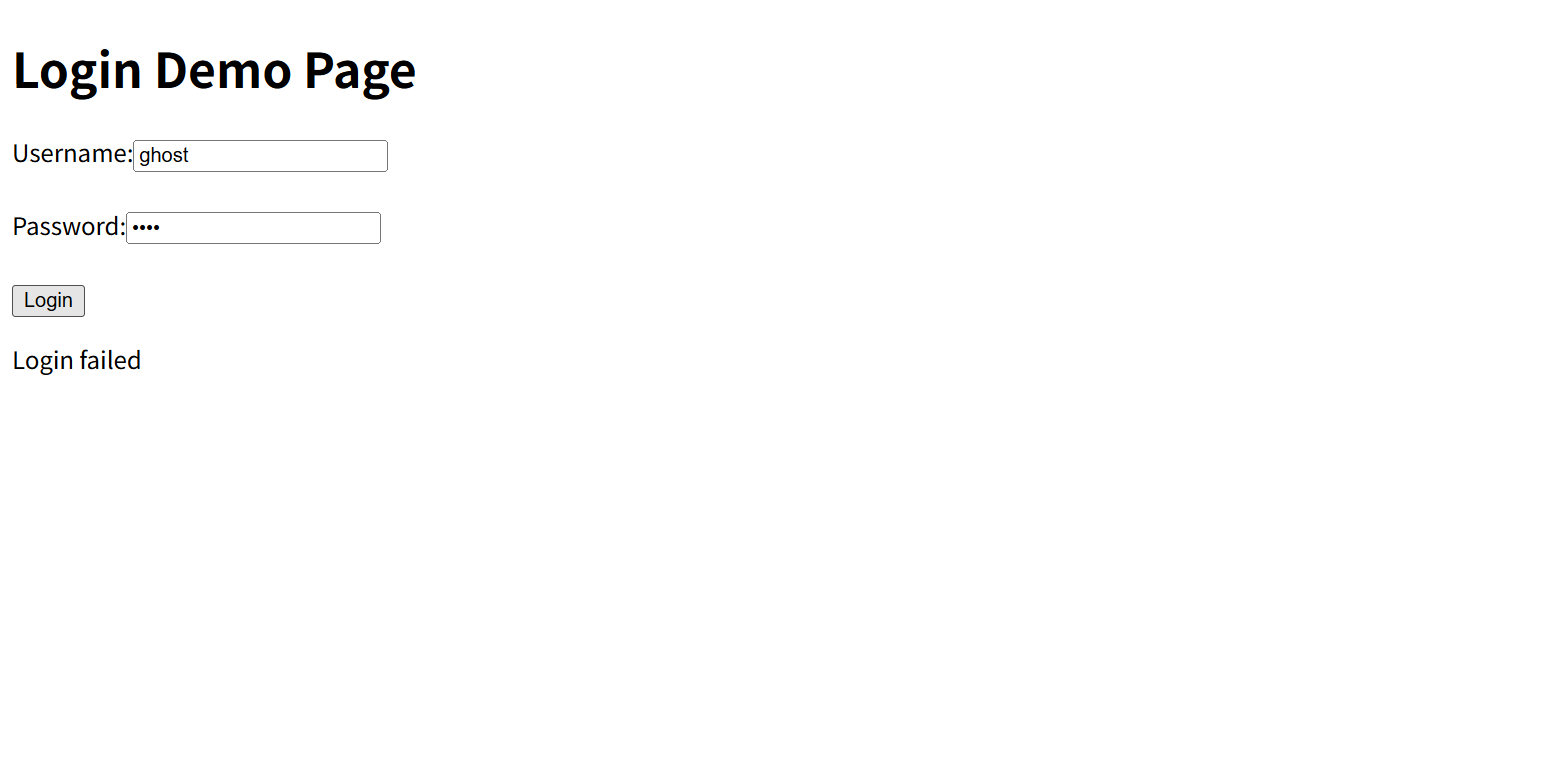 Login Demo Page
Username: ghost
Password: ••••
Login
Login failed